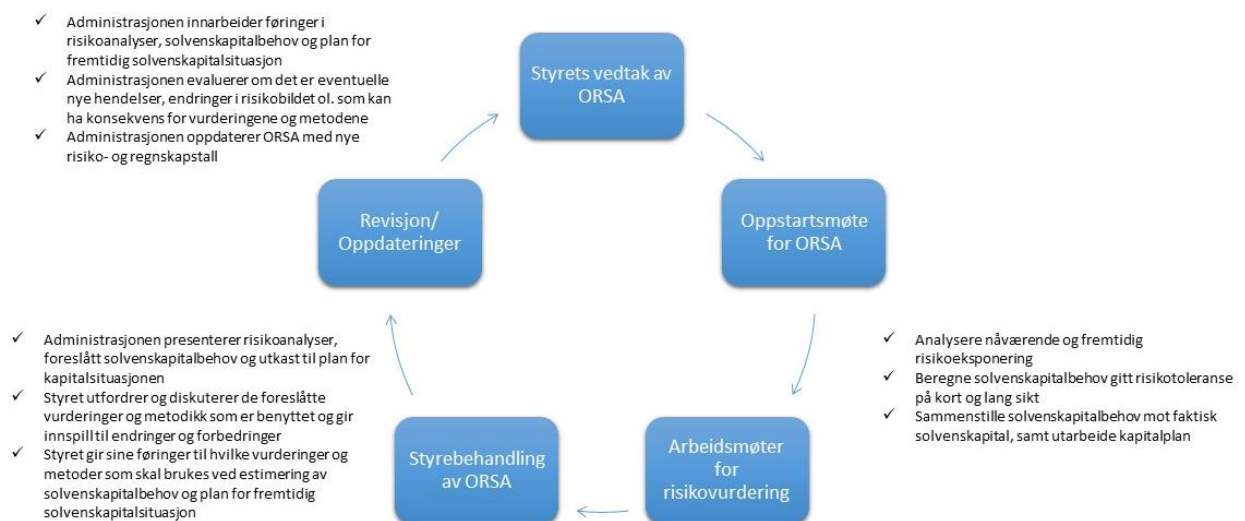 ✓ Administrasjonen innarbeider føringer i
risikoanalyser, solvenskapitalbehov og plan for
fremtidig solvenskapitalsituasjon
✓ Administrasjonen evaluerer om det er eventuelle
nye hendelser, endringer i risikobildet ol. som kan
ha konsekvens for vurderingene og metodene
✓ Administrasjonen oppdaterer ORSA med nye
risiko- og regnskapstall
Styrets vedtak av
ORSA
Oppstartsmøte
for ORSA
✓ Analysere nåværende og fremtidig
risikoeksponering
✓ Beregne solvenskapitalbehov gitt risikotoleranse
på kort og lang sikt
✓ Sammenstille solvenskapitalbehov mot faktisk
solvenskapital, samt utarbeide kapitalplan
Arbeidsmøter
for
risikovurdering
Styrebehandling
av ORSA
✓ Administrasjonen presenterer risikoanalyser,
foreslått solvenskapitalbehov og utkast til plan for
kapitalsituasjonen
✓ Styret utfordrer og diskuterer de foreslåtte
vurderinger og metodikk som er benyttet og gir
innspill til endringer og forbedringer
✓ Styret gir sine føringer til hvilke vurderinger og
metoder som skal brukes ved estimering av
solvenskapitalbehov og plan for fremtidig
solvenskapitalsituasjon
Revisjon/
Oppdateringer